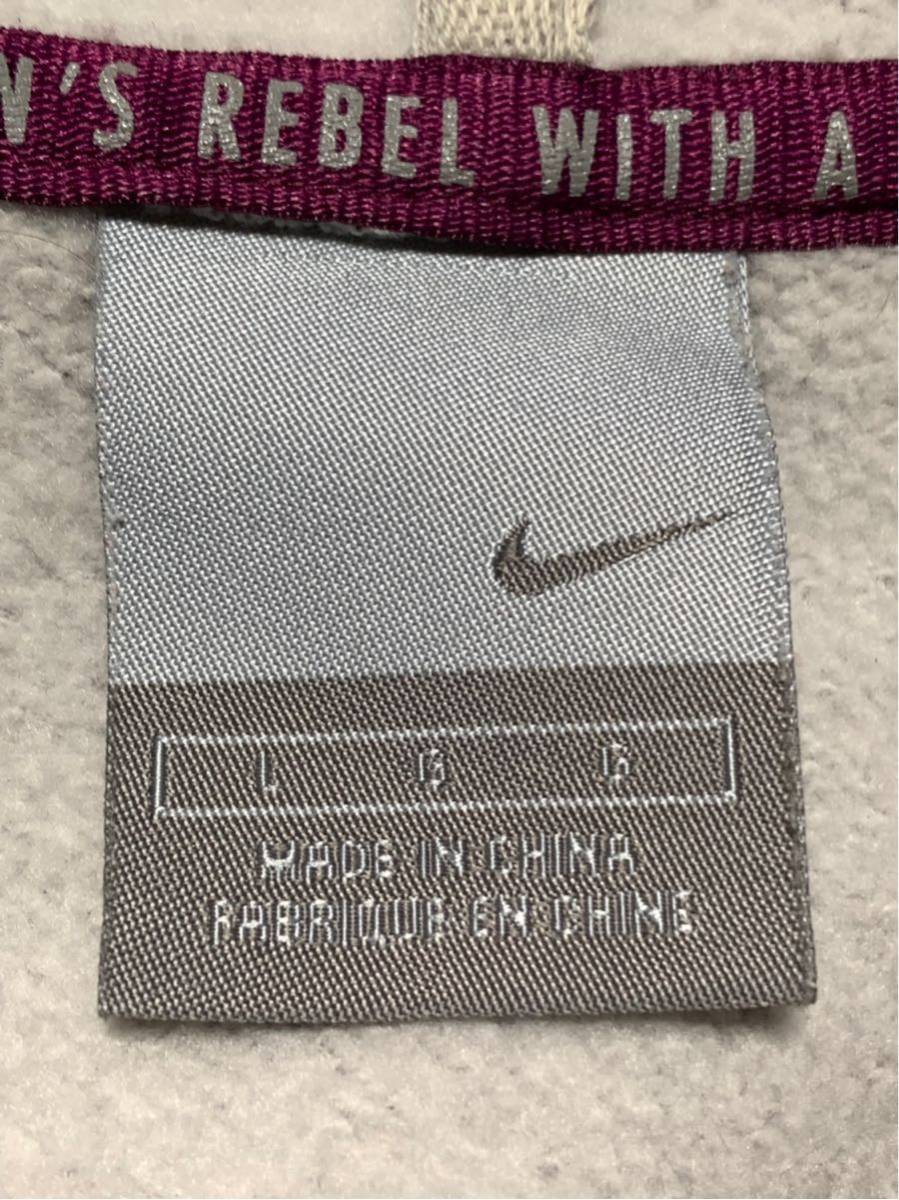 N'S REBEL WITH A
L G G
MADE IN CHINA
FABRIQUE EN CHINE